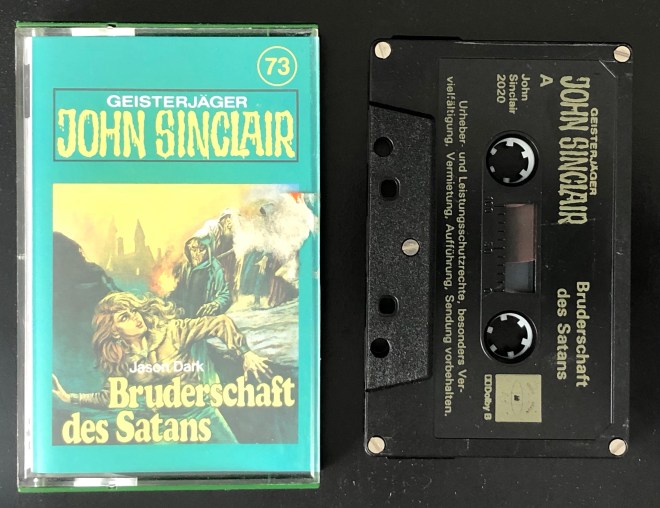 73
GEISTERJÄGER
JOHN SINCLAIR
Jason Dark
Bruderschaft
des Satans
GEISTERJÄGER
JOHN SINCLAIR
A
John
Sinclair
2020
Bruderschaft
des Satans
Urheber- und Leistungsschutzrechte, besonders Ver-
vielfältigung, Vermietung, Aufführung, Sendung vorbehalten.
Dolby B